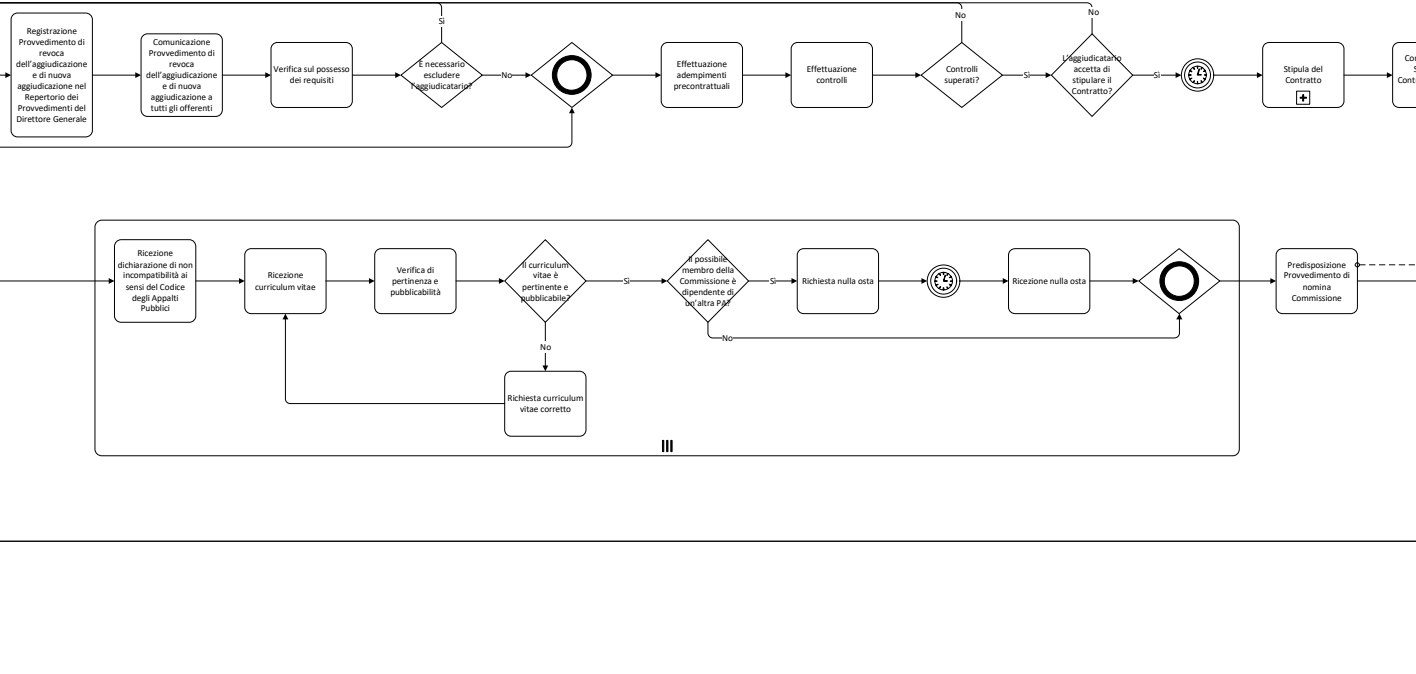 Registrazione
Provvedimento di
revoca
dell'aggiudicazione
e di nuova
aggiudicazione nel
Repertorio dei
Provvedimenti del
Direttore Generale
Comunicazione
Provvedimento di
revoca
dell'aggiudicazione
e di nuova
aggiudicazione a
tutti gli offerenti
Verifica sul possesso
dei requisiti
Sì
È necessario
escludere
l'aggiudicatario?
No
Effettuazione
adempimenti
precontrattuali
Effettuazione
controlli
No
Controlli
superati?
Sì
No
L'aggiudicatario
accetta di
stipulare il
Contratto?
Sì
Stipula del
Contratto
Ricezione
dichiarazione di non
incompatibilità ai
sensi del Codice
degli Appalti
Pubblici
Ricezione
curriculum vitae
Verifica di
pertinenza e
pubblicabilità
Il curriculum
vitae è
pertinente e
pubblicabile?
Sì
No
Richiesta curriculum
vitae corretto
Il possibile
membro della
Commissione è
dipendente di
un'altra PA?
Sì
No
Richiesta nulla osta
Ricezione nulla osta
Predisposizione
Provvedimento di
nomina
Commissione